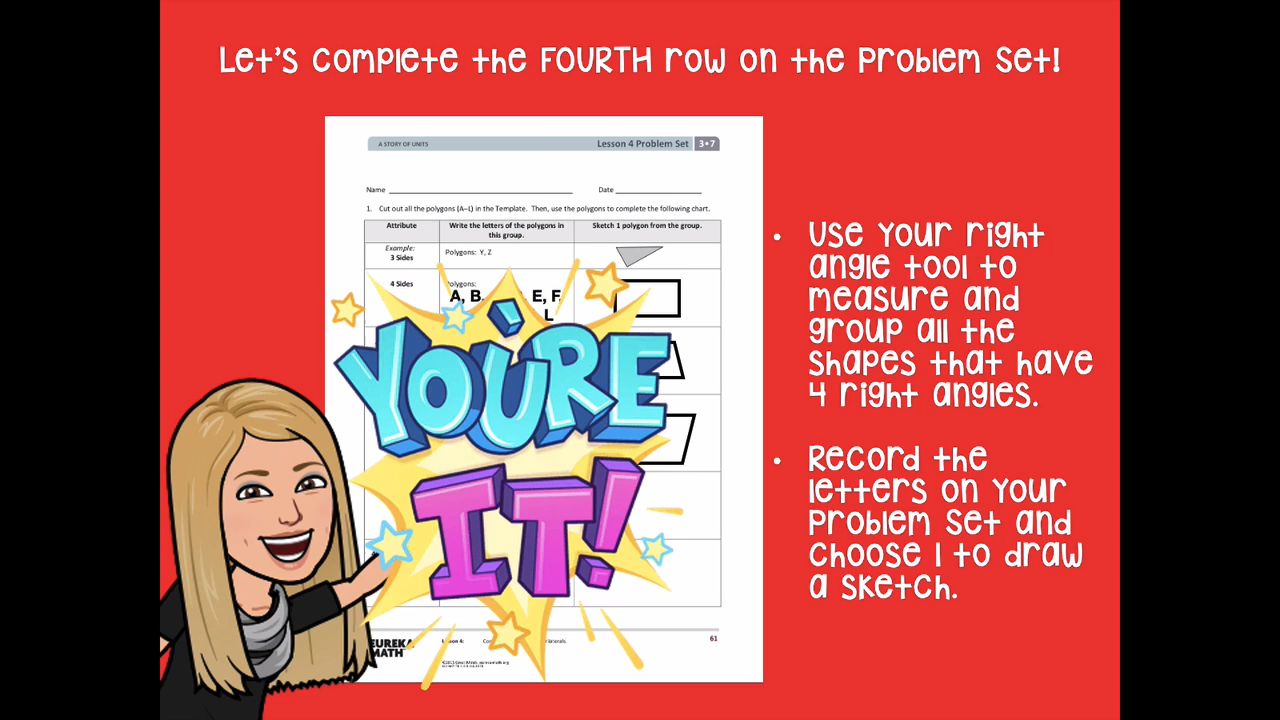 Let's complete the FOURTH row on the Problem Set!
A STORY OF UNITS
Lesson 4 Problem Set 3•7
Name
Date
1. Cut out all the polygons (A–L) in the Template. Then, use the polygons to complete the following chart.
Attribute
Write the letters of the polygons in
this group.
Sketch 1 polygon from the group.
Example:
3 Sides
Polygons: Y, Z
4 Sides
A, B, E, F,
L
YOU'RE
IT!
• Use your right
angle tool to
measure and
group all the
shapes that have
4 right angles.
• Record the
letters on your
Problem Set and
choose 1 to draw
a sketch.
EUREKA
MATH
Lesson 4:
61